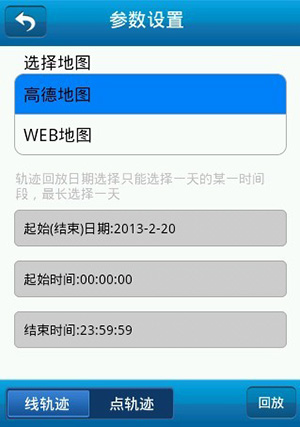 参数设置
选择地图
高德地图
WEB地图
轨迹回放日期选择只能选择一天的某一时间
段，最长选择一天
起始(结束)日期:2013-2-20
起始时间:00:00:00
结束时间:23:59:59
线轨迹 点轨迹 回放